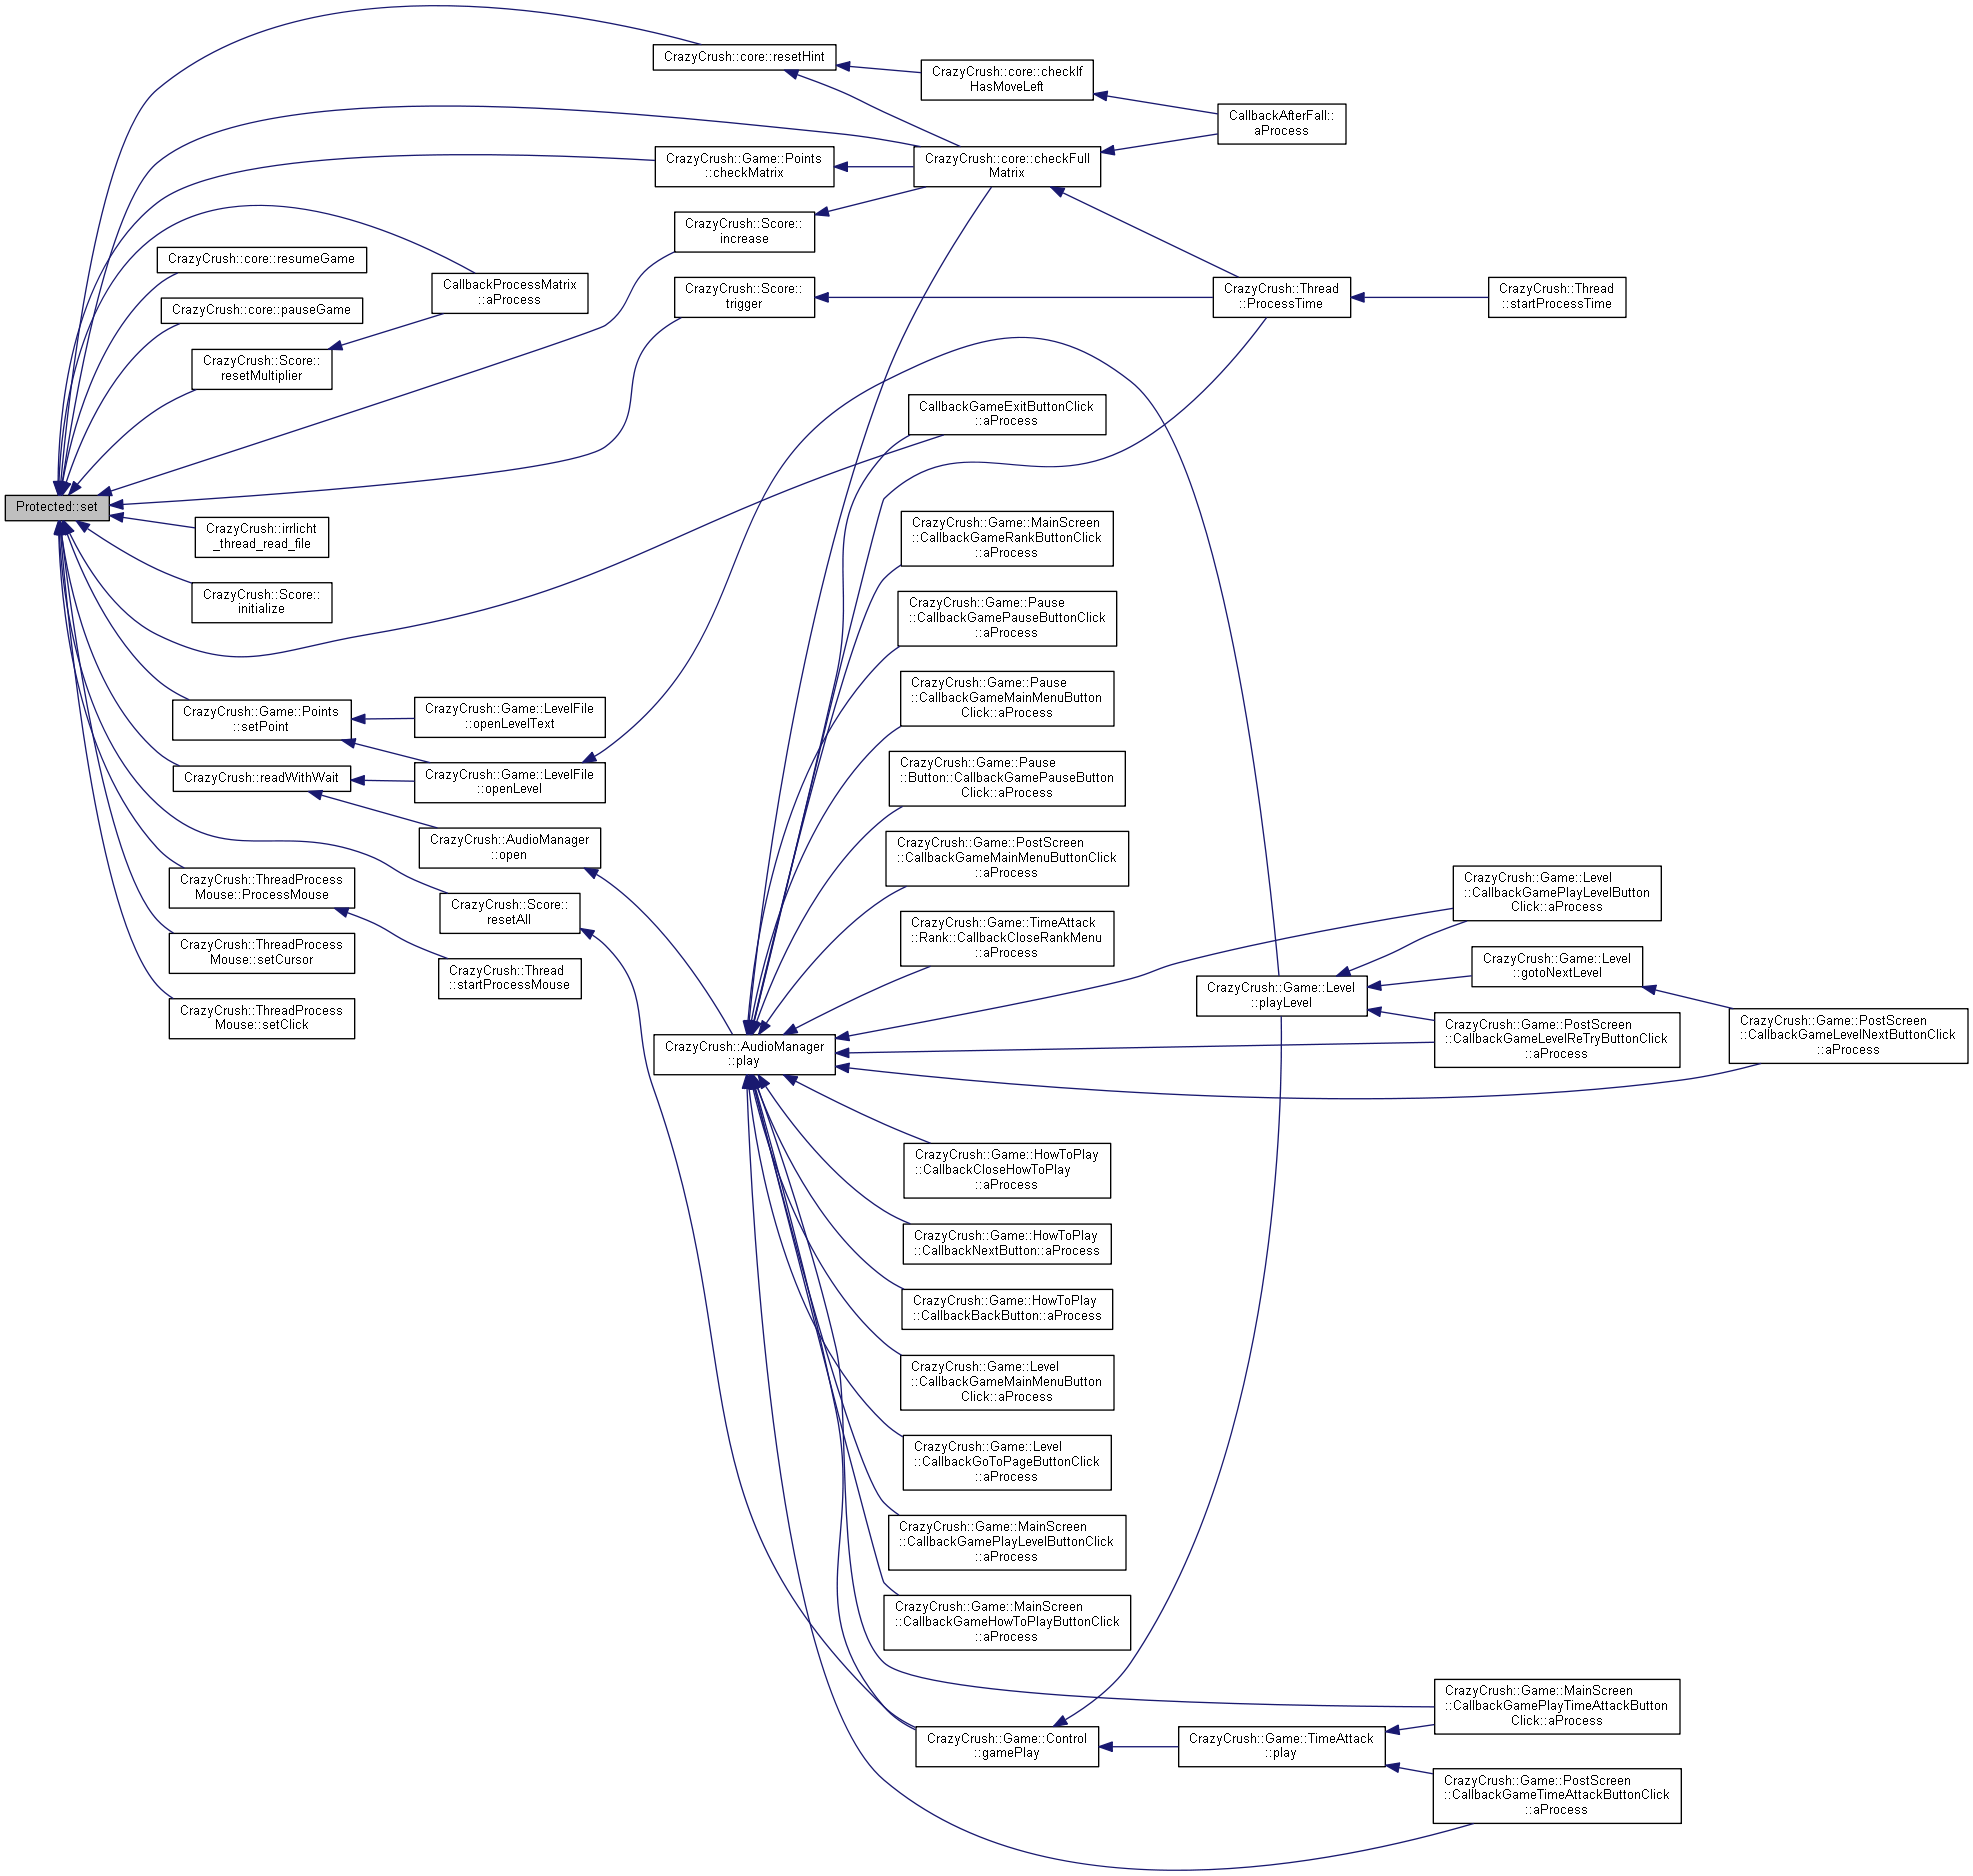 Protected::set
CrazyCrush::core::resetHint
CrazyCrush::core::checkIf
HasMoveLeft
CallbackAfterFall::
aProcess
CrazyCrush::core::checkFull
Matrix
CrazyCrush::Game::Points
::checkMatrix
CrazyCrush::Score::
increase
CrazyCrush::core::resumeGame
CallbackProcessMatrix
::aProcess
CrazyCrush::core::pauseGame
CrazyCrush::Score::
resetMultiplier
CrazyCrush::Score::
trigger
CrazyCrush::Thread
::ProcessTime
CrazyCrush::Thread
::startProcessTime
CallbackGameExitButtonClick
::aProcess
CrazyCrush::irrlicht
_thread_read_file
CrazyCrush::Score::
initialize
CrazyCrush::Game::Points
::setPoint
CrazyCrush::Game::LevelFile
::openLevelText
CrazyCrush::readWithWait
CrazyCrush::Game::LevelFile
::openLevel
CrazyCrush::AudioManager
::open
CrazyCrush::ThreadProcess
Mouse::ProcessMouse
CrazyCrush::Score::
resetAll
CrazyCrush::ThreadProcess
Mouse::setCursor
CrazyCrush::Thread
::startProcessMouse
CrazyCrush::ThreadProcess
Mouse::setClick
CrazyCrush::AudioManager
::play
CrazyCrush::Game::MainScreen
::CallbackGameRankButtonClick
::aProcess
CrazyCrush::Game::Pause
::CallbackGamePauseButtonClick
::aProcess
CrazyCrush::Game::Pause
::CallbackGameMainMenuButton
Click::aProcess
CrazyCrush::Game::Pause
::Button::CallbackGamePauseButton
Click::aProcess
CrazyCrush::Game::PostScreen
::CallbackGameMainMenuButtonClick
::aProcess
CrazyCrush::Game::TimeAttack
::Rank::CallbackCloseRankMenu
::aProcess
CrazyCrush::Game::Level
::CallbackGamePlayLevelButton
Click::aProcess
CrazyCrush::Game::Level
::playLevel
CrazyCrush::Game::Level
::gotoNextLevel
CrazyCrush::Game::PostScreen
::CallbackGameLevelReTryButtonClick
::aProcess
CrazyCrush::Game::PostScreen
::CallbackGameLevelNextButtonClick
::aProcess
CrazyCrush::Game::HowToPlay
::CallbackCloseHowToPlay
::aProcess
CrazyCrush::Game::HowToPlay
::CallbackNextButton::aProcess
CrazyCrush::Game::HowToPlay
::CallbackBackButton::aProcess
CrazyCrush::Game::Level
::CallbackGameMainMenuButton
Click::aProcess
CrazyCrush::Game::Level
::CallbackGoToPageButtonClick
::aProcess
CrazyCrush::Game::MainScreen
::CallbackGamePlayLevelButtonClick
::aProcess
CrazyCrush::Game::MainScreen
::CallbackGameHowToPlayButtonClick
::aProcess
CrazyCrush::Game::Control
::gamePlay
CrazyCrush::Game::TimeAttack
::play
CrazyCrush::Game::MainScreen
::CallbackGamePlayTimeAttackButton
Click::aProcess
CrazyCrush::Game::PostScreen
::CallbackGameTimeAttackButtonClick
::aProcess